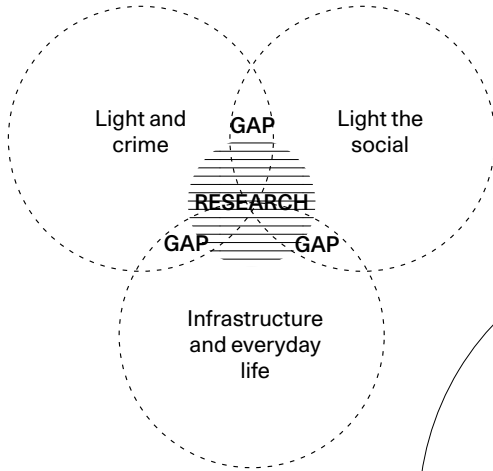 Light and
crime
GAP
Light the
social
RESEARCH
GAP
GAP
Infrastructure
and everyday
life